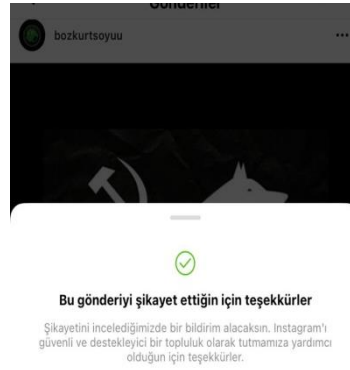 Gönderiler
bozkurtsoyuu
Bu gönderiyi şikayet ettiğin için teşekkürler
Şikayetini incelediğimizde bir bildirim alacaksın. Instagram'ı
güvenli ve destekleyici bir topluluk olarak tutmamıza yardımcı
olduğun için teşekkürler.